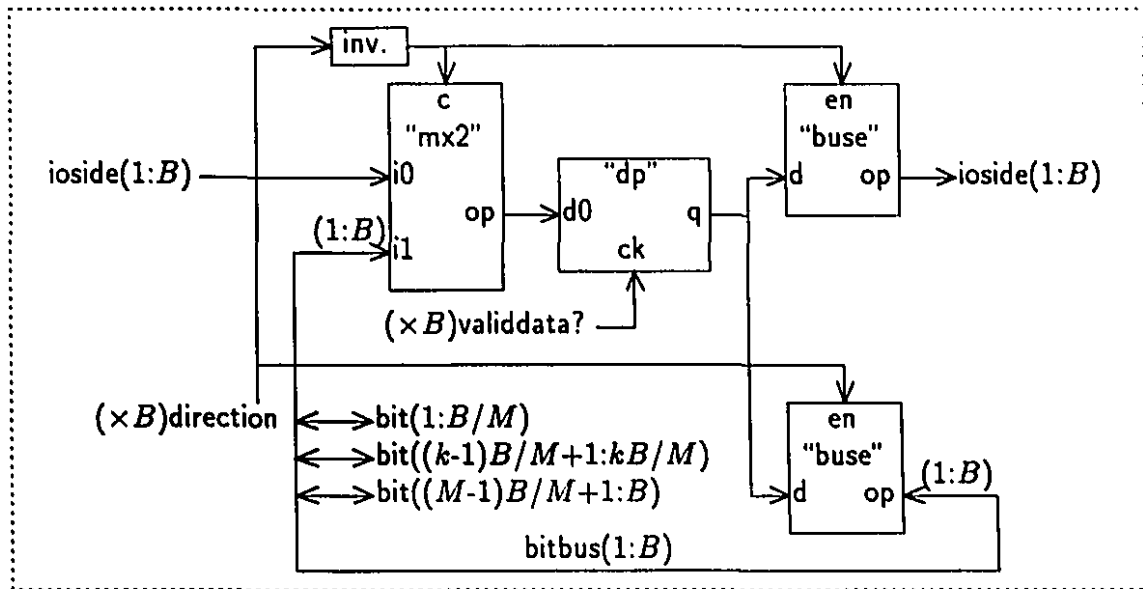 inv.
c
en
"mx2"
"buse"
ioside(1:B)
i0
"dp"
d
op
ioside(1:B)
op
d0
q
(1:B)
i1
ck
(×B)validdata?
(×B)direction
bit(1:B/M)
en
bit((k-1)B/M+1:kB/M)
"buse"
(1:B)
bit((M-1)B/M+1:B)
d
op
bitbus(1:B)